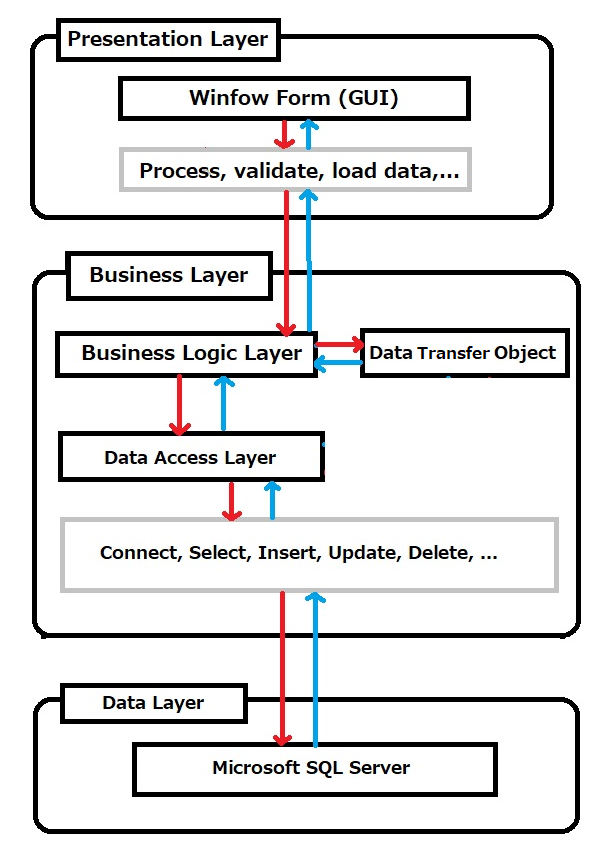 Presentation Layer
Winfow Form (GUI)
Process, validate, load data,...
Business Layer
Business Logic Layer
Data Transfer Object
Data Access Layer
Connect, Select, Insert, Update, Delete, ...
Data Layer
Microsoft SQL Server